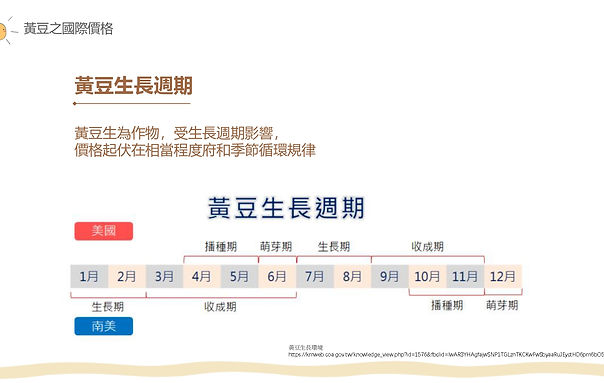 黃豆之國際價格
黃豆生長週期
黃豆生為作物，受生長週期影響，
價格起伏在相當程度府和季節循環規律
黃豆生長週期
美國
播種期 萌芽期 生長期 收成期
1月 2月 3月 4月 5月 6月 7月 8月 9月 10月 11月 12月
生長期 收成期 播種期 萌芽期
南美
黃豆生長環境